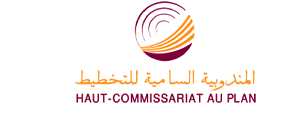 المندوبية السامية للتخطيط
HAUT-COMMISSARIAT AU PLAN